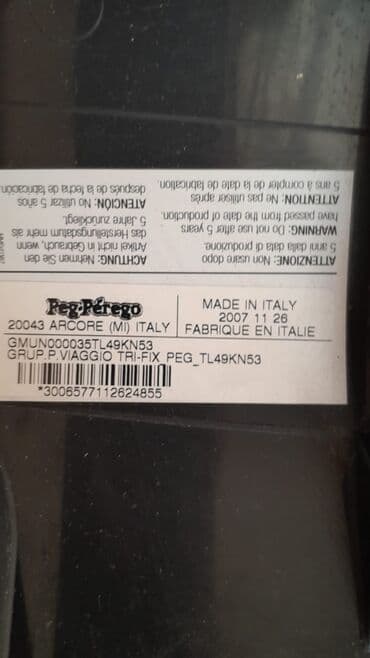 ATTENZIONE: Non usare dopo
5 anni dalla data di produzione.
WARNING: Do not use after 5 years
have passed from the date of production.
ATTENTION: Ne pas utiliser après
5 ans à compter de la date de fabrication.
ACHTUNG: Nehmen Sie den
Artikel nicht in Gebrauch, wenn
das Herstellungsdatum mehr als
5 Jahre zurückliegt.
ATENCIÓN: No utilizar 5 años
después de la fecha de fabricación.
Peg-Pérego
20043 ARCORE (MI) ITALY
MADE IN ITALY
2007 11 26
FABRIQUE EN ITALIE
GMUN000035TL49KN53
GRUP.P.VIAGGIO TRI-FIX PEG_TL49KN53
*3006577112624855